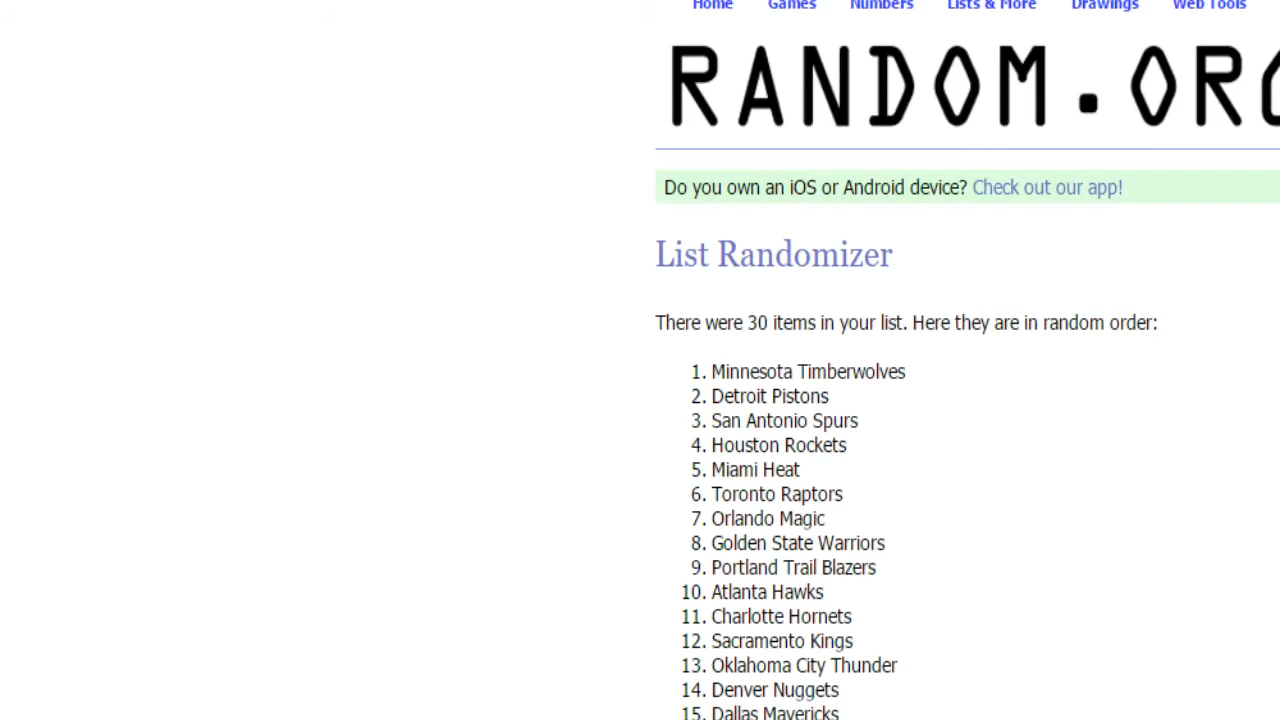 Home Games Numbers Lists & More Drawings Web Tools
RANDOM.ORG
Do you own an iOS or Android device? Check out our app!
List Randomizer
There were 30 items in your list. Here they are in random order:
1. Minnesota Timberwolves
2. Detroit Pistons
3. San Antonio Spurs
4. Houston Rockets
5. Miami Heat
6. Toronto Raptors
7. Orlando Magic
8. Golden State Warriors
9. Portland Trail Blazers
10. Atlanta Hawks
11. Charlotte Hornets
12. Sacramento Kings
13. Oklahoma City Thunder
14. Denver Nuggets
15. Dallas Mavericks